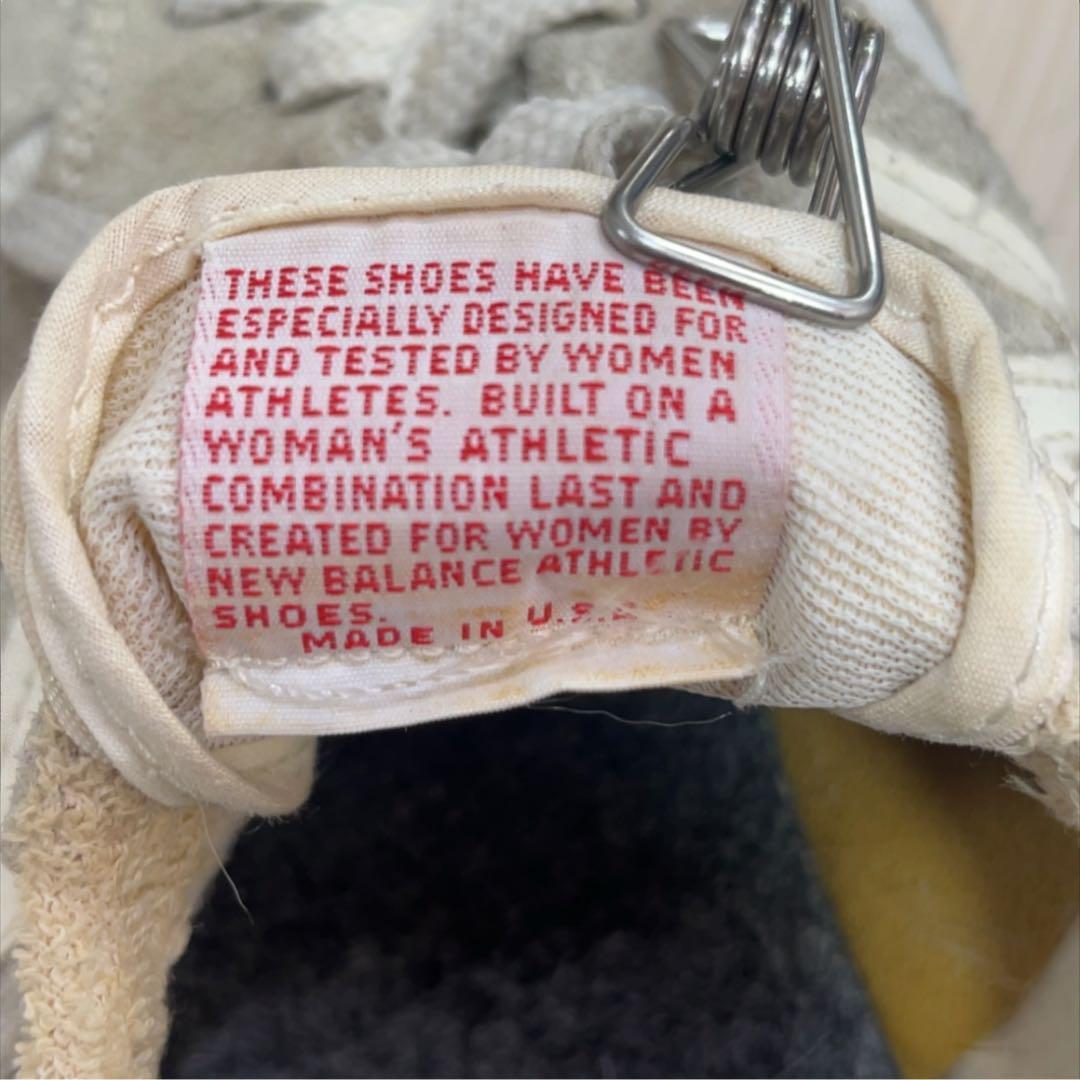 THESE SHOES HAVE BEEN
ESPECIALLY DESIGNED FOR
AND TESTED BY WOMEN
ATHLETES. BUILT ON A
WOMAN'S ATHLETIC
COMBINATION LAST AND
CREATED FOR WOMEN BY
NEW BALANCE ATHLETIC
SHOES.
MADE IN U.S.A